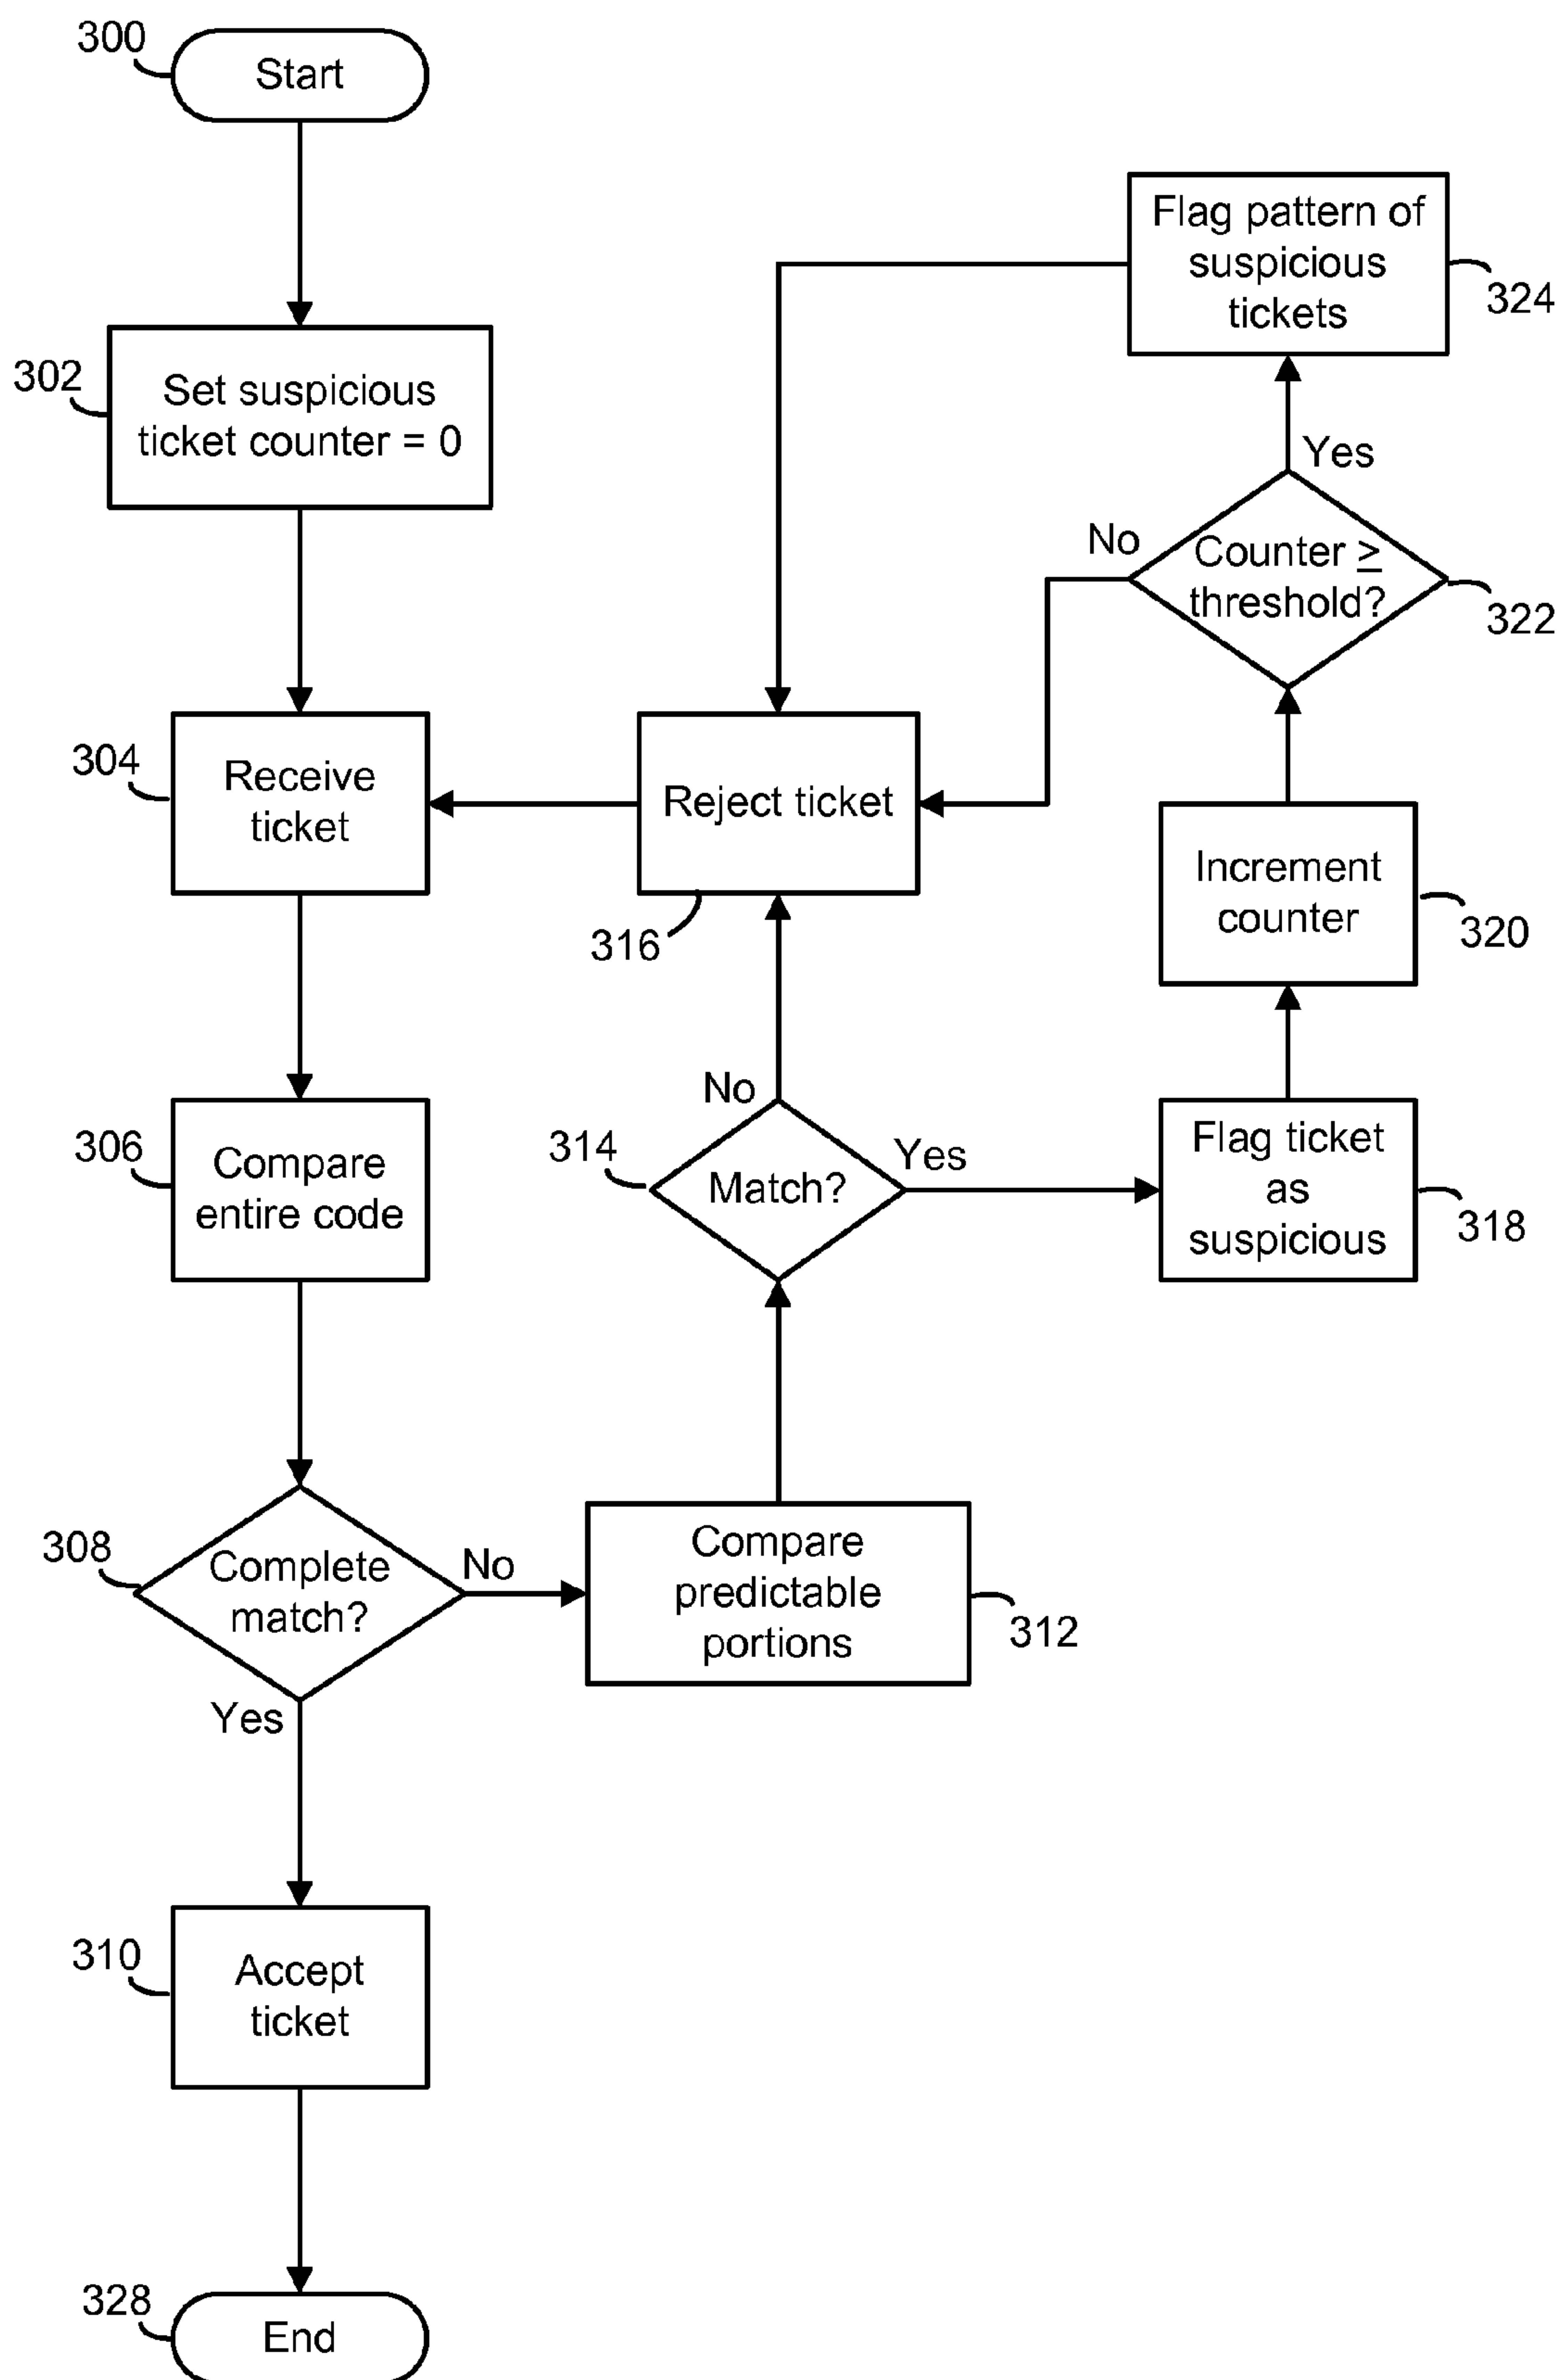 300
Start
302
Set suspicious
ticket counter = 0
304
Receive
ticket
306
Compare
entire code
308
Complete
match?
No
Yes
310
Accept
ticket
328
End
312
Compare
predictable
portions
314
Match?
No
Yes
316
Reject ticket
318
Flag ticket
as
suspicious
320
Increment
counter
322
Counter ≥
threshold?
No
Yes
324
Flag pattern of
suspicious
tickets